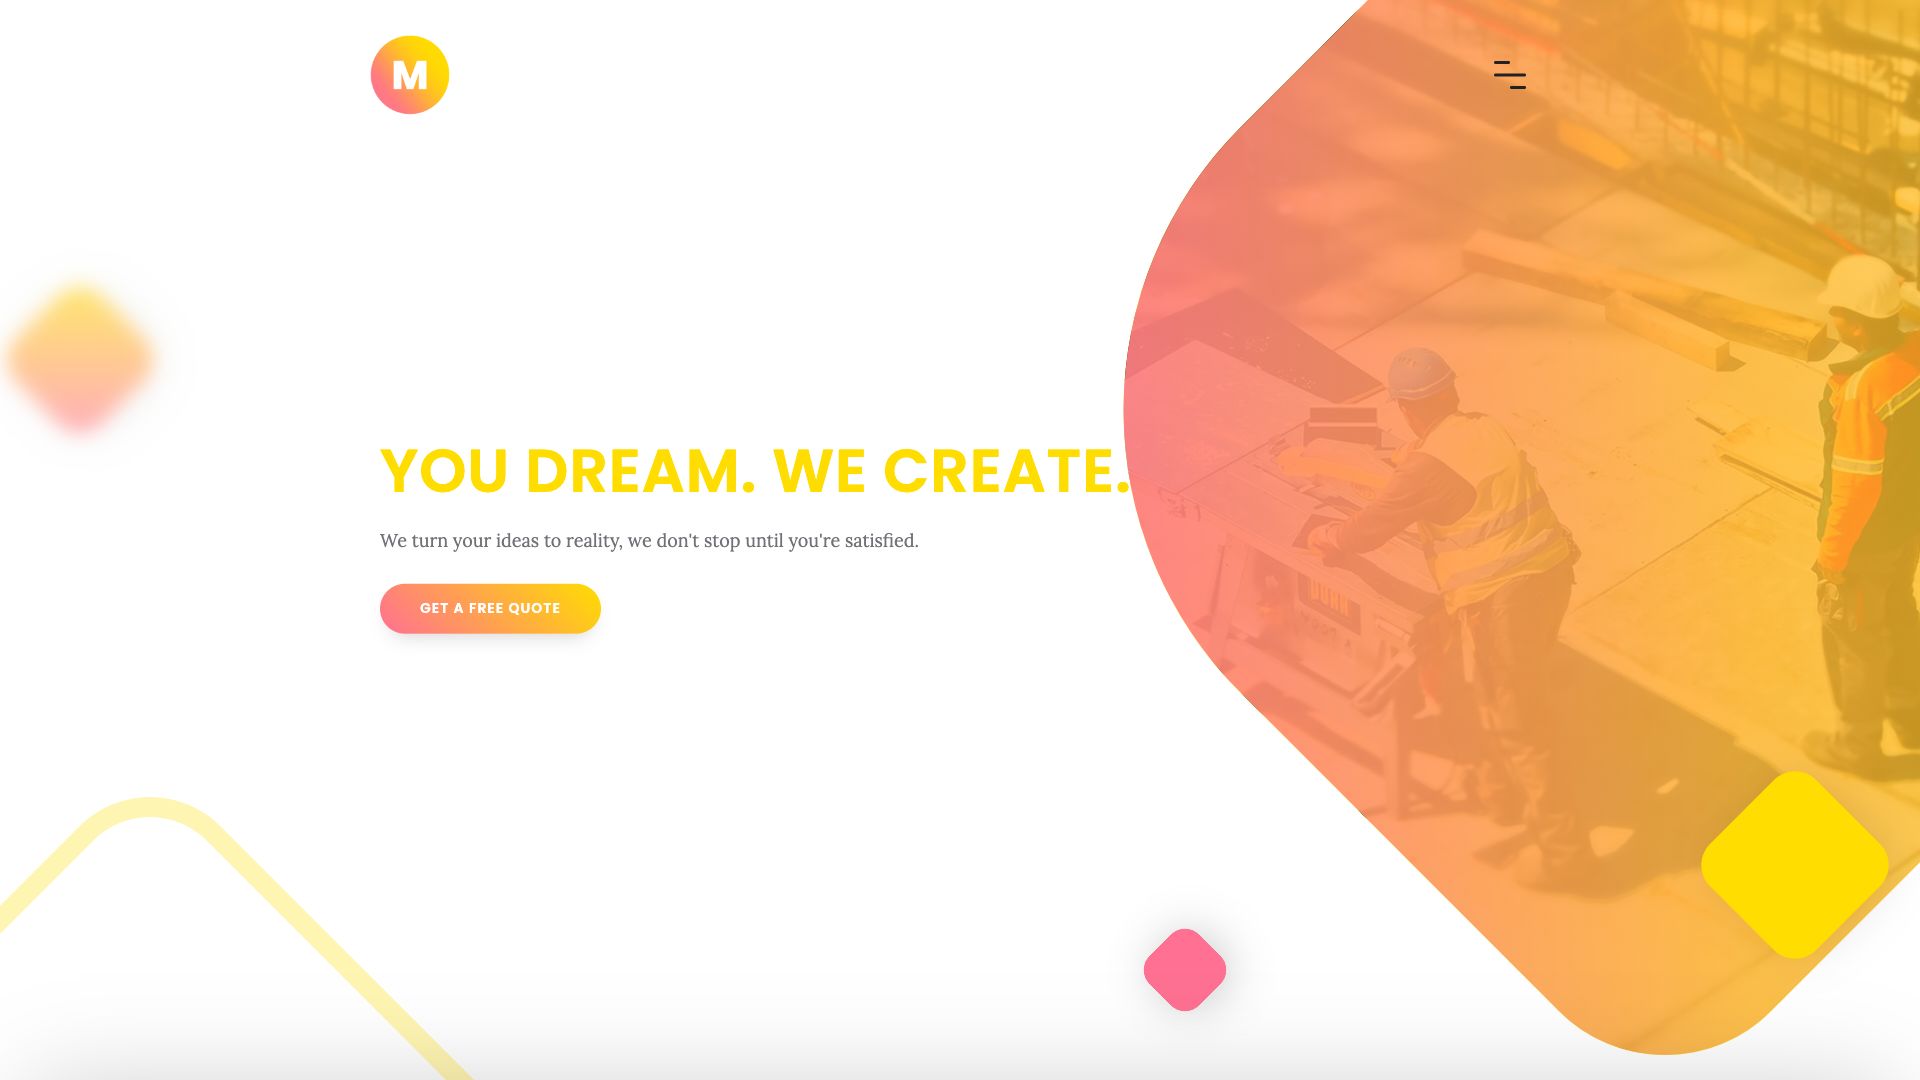 M
YOU DREAM. WE CREATE.
We turn your ideas to reality, we don't stop until you're satisfied.
GET A FREE QUOTE